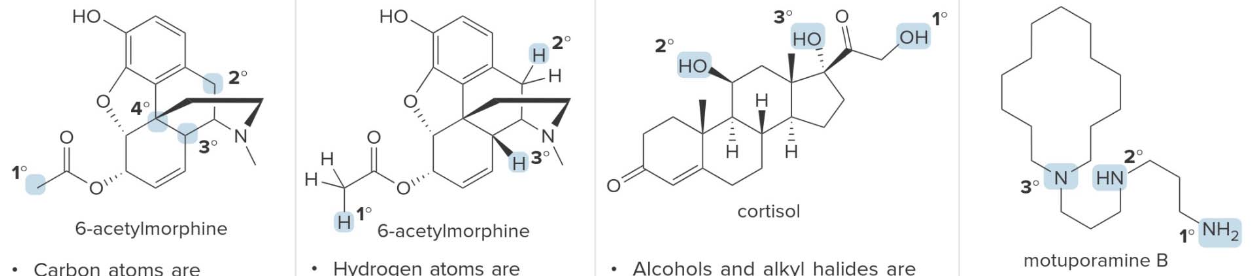 HO
2°
4°
O
3°
N
O
1°
O
6-acetylmorphine
• Carbon atoms are
HO
H
2°
H
O
N
H
3°
H
O
H
O
H
1°
6-acetylmorphine
• Hydrogen atoms are
3°
O
1°
HO
OH
2°
HO
H
H
H
O
cortisol
• Alcohols and alkyl halides are
3°
N
HN
2°
1°
NH₂
motuporamine B